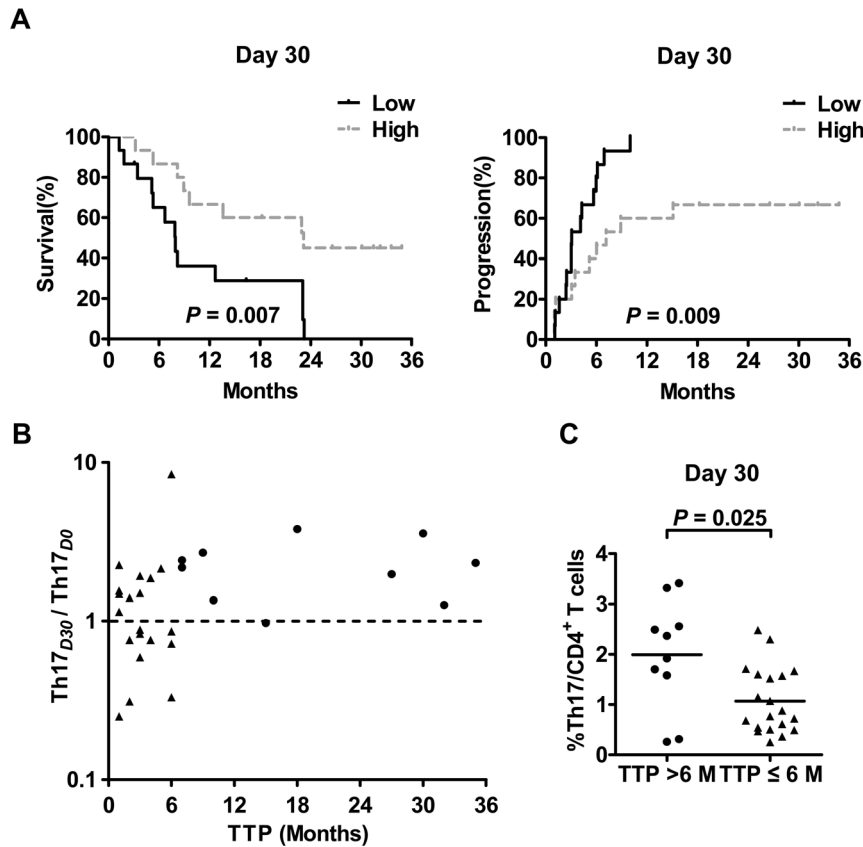 A
Day 30
Low
High
Survival(%)
100
80
60
40
20
0
P = 0.007
0 6 12 18 24 30 36
Months
Day 30
Low
High
Progression(%)
100
80
60
40
20
0
P = 0.009
0 6 12 18 24 30 36
Months
B
Th17D30 / Th17D0
10
1
0.1
0 6 12 18 24 30 36
TTP (Months)
C
Day 30
P = 0.025
%Th17/CD4+ T cells
4
3
2
1
0
TTP >6 M TTP ≤ 6 M